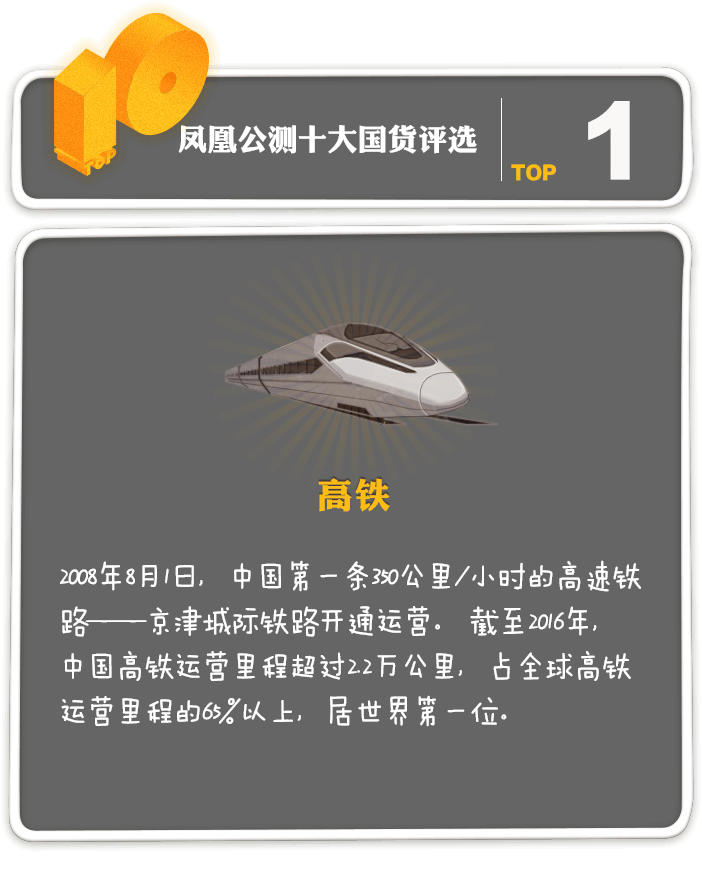 TOP
凤凰公测十大国货评选
TOP
1
高铁
2008年8月1日, 中国第一条350公里/小时的高速铁
路——京津城际铁路开通运营。 截至2016年,
中国高铁运营里程超过2.2万公里, 占全球高铁
运营里程的65%以上, 居世界第一位。